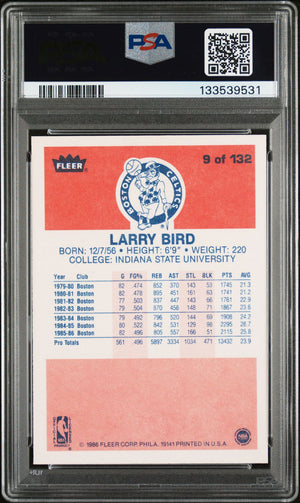 PSA
133539531
FLEER®
9 of 132
BOSTON CELTICS
LARRY BIRD
BORN: 12/7/56 • HEIGHT: 6'9" • WEIGHT: 220
COLLEGE: INDIANA STATE UNIVERSITY
Year Club G FG% REB AST STL BLK PTS AVG
1979-80 Boston 82 474 852 370 143 53 1745 21.3
1980-81 Boston 82 478 895 451 161 63 1741 21.2
1981-82 Boston 77 503 837 447 143 66 1761 22.9
1982-83 Boston 79 504 870 458 148 71 1867 23.6
1983-84 Boston 79 492 796 520 144 69 1908 24.2
1984-85 Boston 80 522 842 531 129 98 2295 28.7
1985-86 Boston 82 496 805 557 166 51 2115 25.8
Pro Totals 561 496 5897 3334 1034 471 13432 23.9
NBA
© 1986 FLEER CORP. PHILA. 19141 PRINTED IN U.S.A.